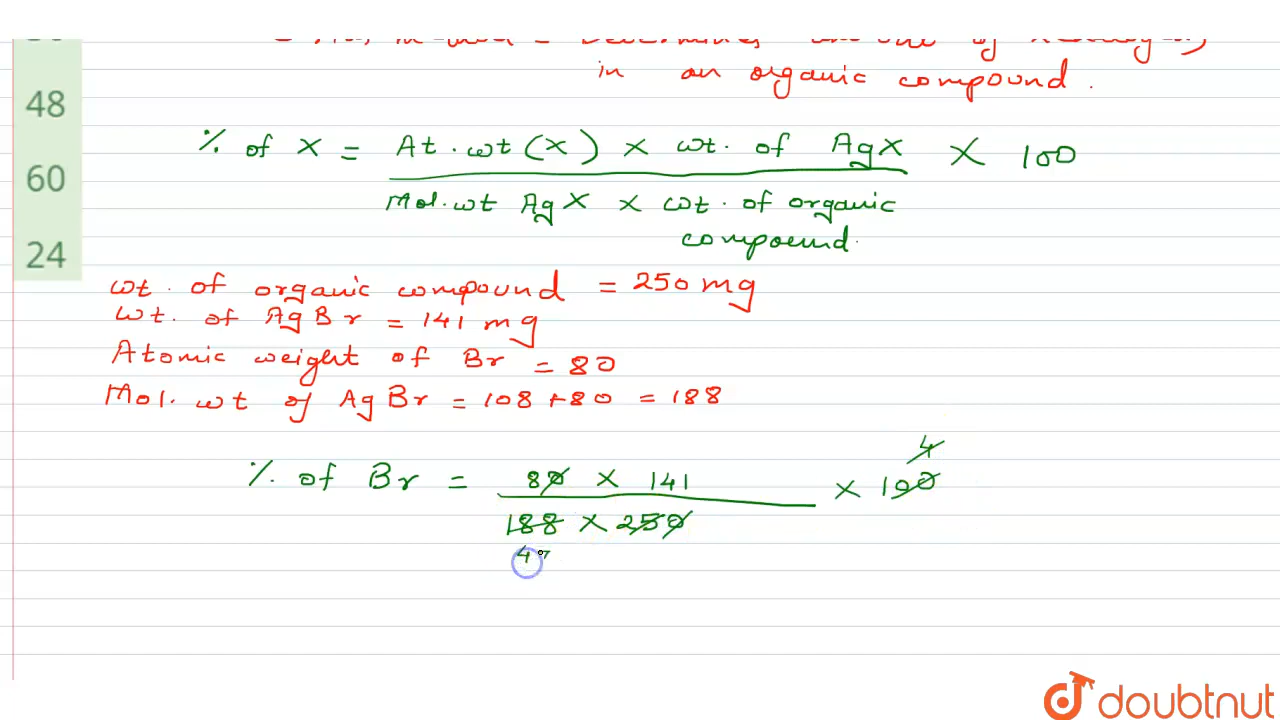 in an organic compound.
48
% of X = At.wt(X) × wt. of AgX × 100
60
Mol.wt AgX × wt. of organic
compound.
24
wt. of organic compound = 250 mg
wt. of AgBr = 141 mg
Atomic weight of Br = 80
Mol. wt of AgBr = 108 + 80 = 188
4
% of Br = 80 × 141 × 100
188 × 250
47
doubtnut